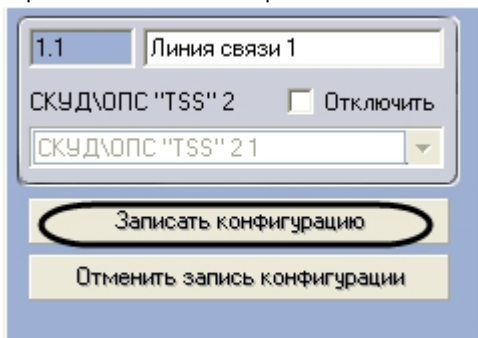 1.1 Линия связи 1
СКУД\ОПС "TSS" 2 Отключить
СКУД\ОПС "TSS" 2 1
Записать конфигурацию
Отменить запись конфигурации